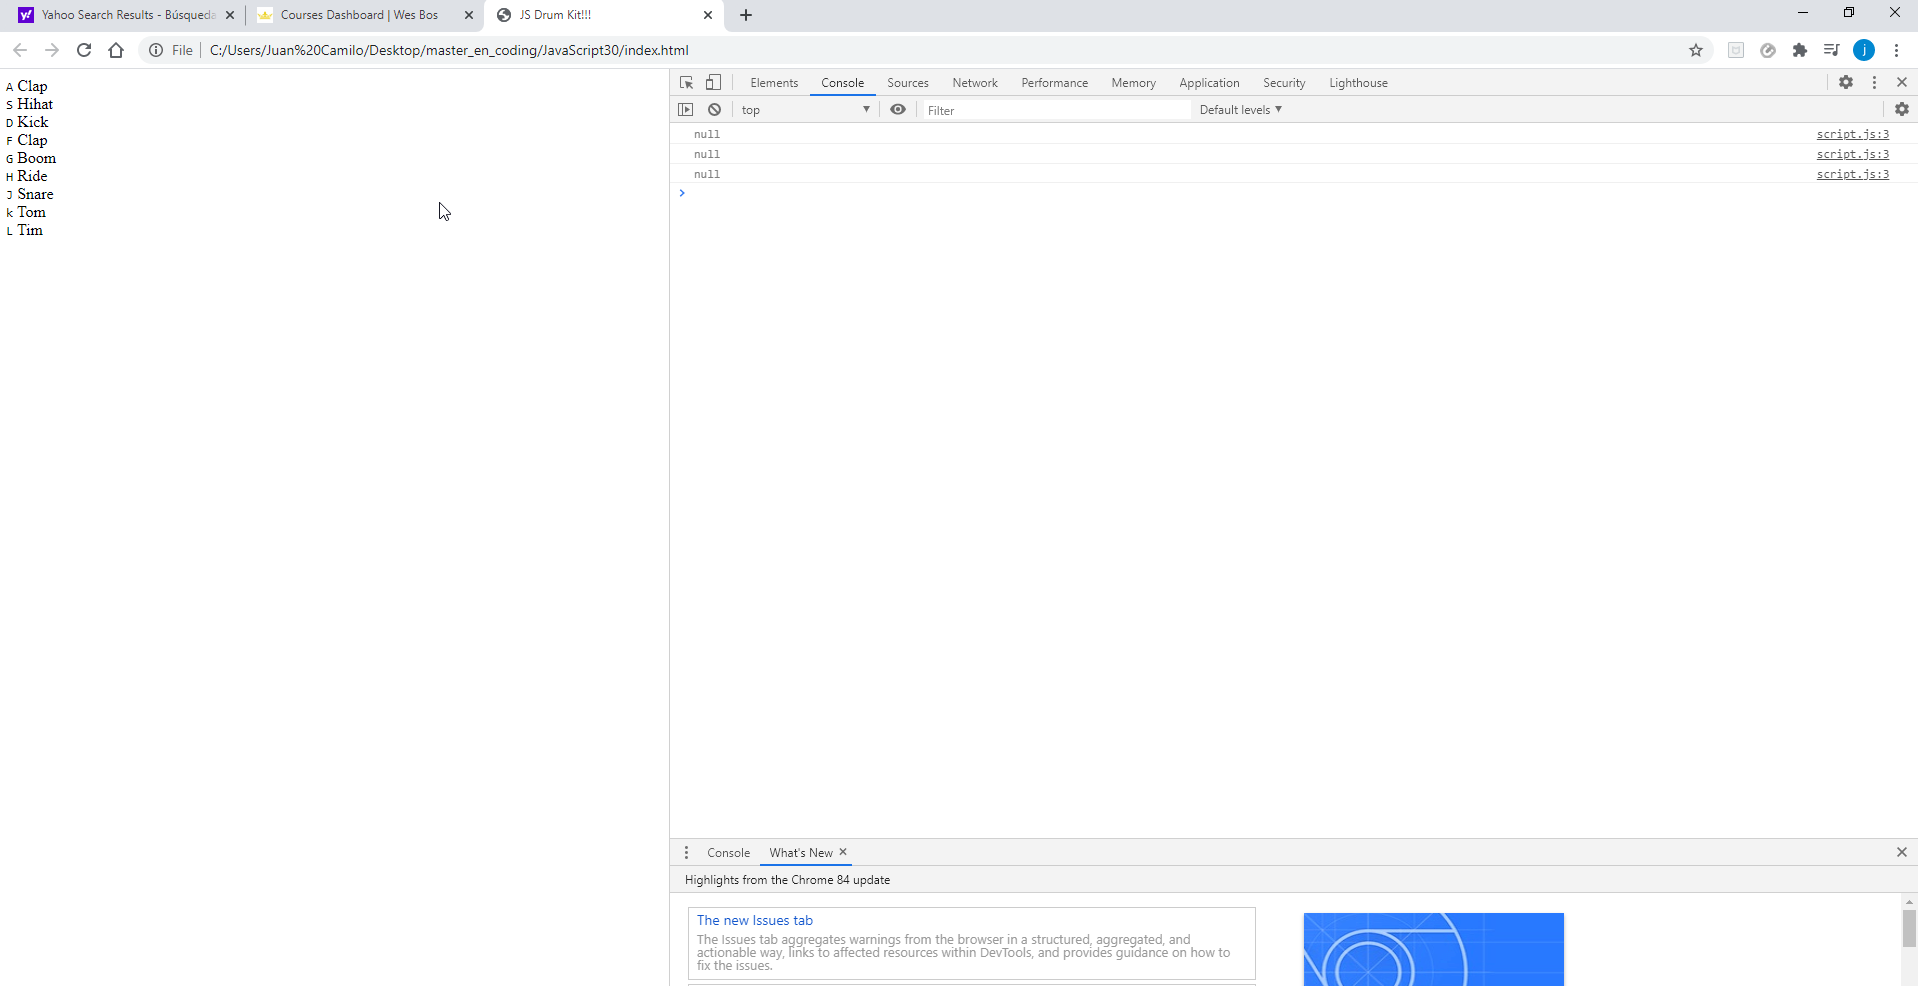 Yahoo Search Results - Búsqueda
Courses Dashboard | Wes Bos
JS Drum Kit!!!
File
C:/Users/Juan%20Camilo/Desktop/master_en_coding/JavaScript30/index.html
j
A Clap
S Hihat
D Kick
F Clap
G Boom
H Ride
J Snare
k Tom
L Tim
Elements Console Sources Network Performance Memory Application Security Lighthouse
top Filter Default levels
null script.js:3
null script.js:3
null script.js:3
Console What's New
Highlights from the Chrome 84 update
The new Issues tab
The Issues tab aggregates warnings from the browser in a structured, aggregated, and
actionable way, links to affected resources within DevTools, and provides guidance on how to
fix the issues.